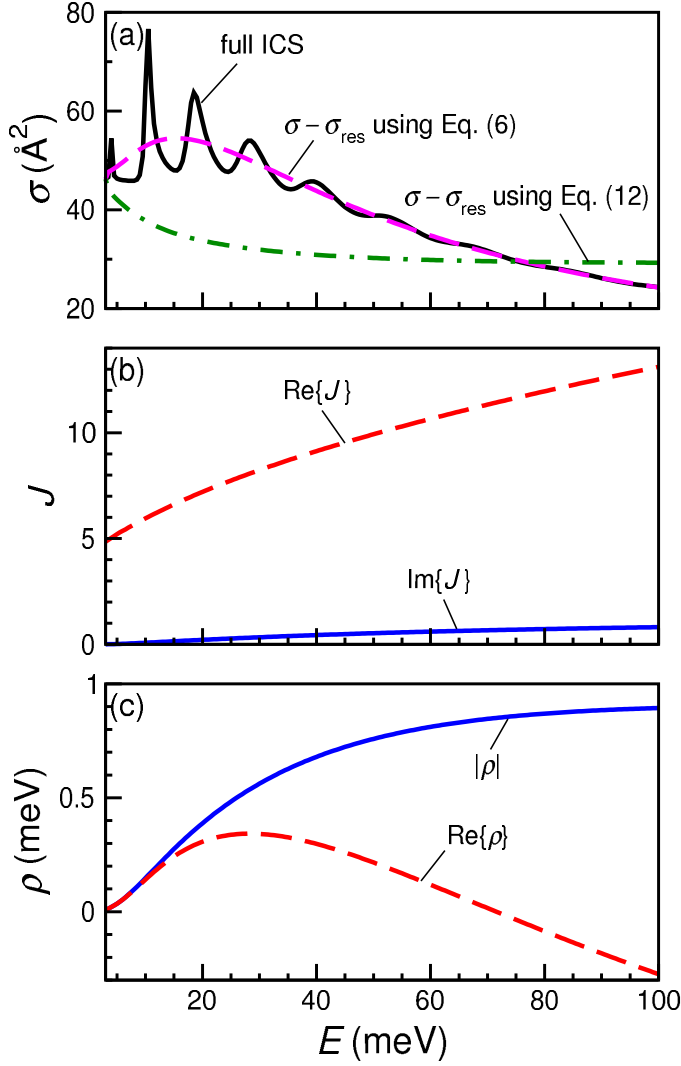 80
(a)
full ICS
60
σ − σres using Eq. (6)
σ (Å²)
σ − σres using Eq. (12)
40
20
(b)
Re{J}
10
J
5
Im{J}
0
1
(c)
|ρ|
0.5
ρ (meV)
Re{ρ}
0
20 40 60 80 100
E (meV)